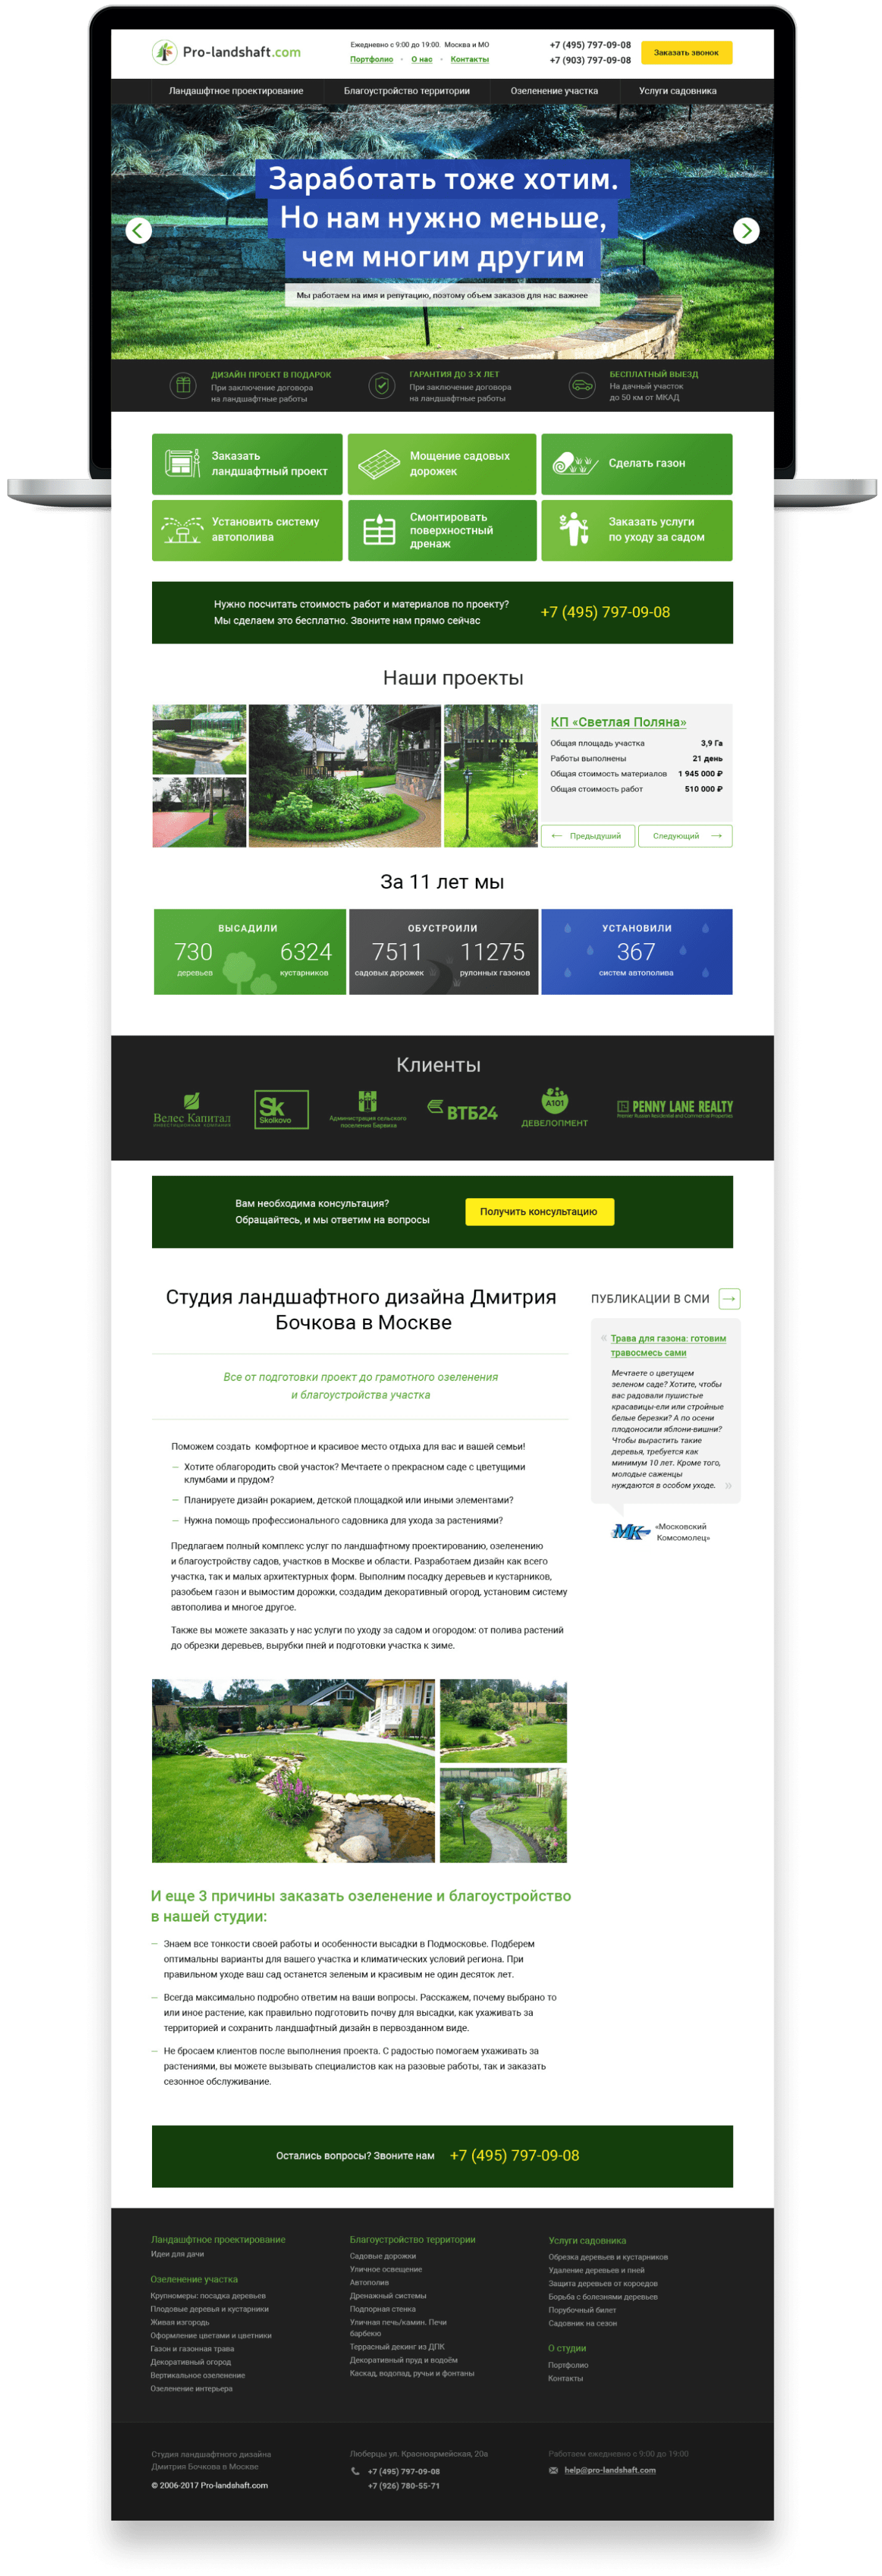 Pro-landshaft.com
Ежедневно с 9:00 до 19:00. Москва и МО
Портфолио · О нас · Контакты
+7 (495) 797-09-08
+7 (903) 797-09-08
Заказать звонок
Ландашфтное проектирование
Благоустройство территории
Озеленение участка
Услуги садовника
Заработать тоже хотим.
Но нам нужно меньше,
чем многим другим
Мы работаем на имя и репутацию, поэтому объем заказов для нас важнее
ДИЗАЙН ПРОЕКТ В ПОДАРОК
При заключение договора
на ландшафтные работы
ГАРАНТИЯ ДО 3-Х ЛЕТ
При заключение договора
на ландшафтные работы
БЕСПЛАТНЫЙ ВЫЕЗД
На дачный участок
до 50 км от МКАД
Заказать
ландшафтный проект
Мощение садовых
дорожек
Сделать газон
Установить систему
автополива
Смонтировать
поверхностный
дренаж
Заказать услуги
по уходу за садом
Нужно посчитать стоимость работ и материалов по проекту?
Мы сделаем это бесплатно. Звоните нам прямо сейчас
+7 (495) 797-09-08
Наши проекты
КП «Светлая Поляна»
Общая площадь участка 3,9 Га
Работы выполнены 21 день
Общая стоимость материалов 1 945 000 ₽
Общая стоимость работ 510 000 ₽
← Предыдуший
Следующий →
За 11 лет мы
ВЫСАДИЛИ
730 6324
деревьев кустарников
ОБУСТРОИЛИ
7511 11275
садовых дорожек рулонных газонов
УСТАНОВИЛИ
367
систем автополива
Клиенты
Велес Капитал
ИНВЕСТИЦИОННАЯ КОМПАНИЯ
Sk
Skolkovo
Администрация сельского
поселения Барвиха
ВТБ24
А101
ДЕВЕЛОПМЕНТ
PENNY LANE REALTY
Premier Russian Residential and Commercial Properties
Вам необходима консультация?
Обращайтесь, и мы ответим на вопросы
Получить консультацию
Студия ландшафтного дизайна Дмитрия
Бочкова в Москве
Все от подготовки проект до грамотного озеленения
и благоустройства участка
Поможем создать комфортное и красивое место отдыха для вас и вашей семьи!
— Хотите облагородить свой участок? Мечтаете о прекрасном саде с цветущими
клумбами и прудом?
— Планируете дизайн рокарием, детской площадкой или иными элементами?
— Нужна помощь профессионального садовника для ухода за растениями?
Предлагаем полный комплекс услуг по ландшафтному проектированию, озеленению
и благоустройству садов, участков в Москве и области. Разработаем дизайн как всего
участка, так и малых архитектурных форм. Выполним посадку деревьев и кустарников,
разобьем газон и вымостим дорожки, создадим декоративный огород, установим систему
автополива и многое другое.
Также вы можете заказать у нас услуги по уходу за садом и огородом: от полива растений
до обрезки деревьев, вырубки пней и подготовки участка к зиме.
ПУБЛИКАЦИИ В СМИ →
« Трава для газона: готовим
травосмесь сами
Мечтаете о цветущем
зеленом саде? Хотите, чтобы
вас радовали пушистые
красавицы-ели или стройные
белые березки? А по осени
плодоносили яблони-вишни?
Чтобы вырастить такие
деревья, требуется как
минимум 10 лет. Кроме того,
молодые саженцы
нуждаются в особом уходе. »
МК
«Московский
Комсомолец»
И еще 3 причины заказать озеленение и благоустройство
в нашей студии:
— Знаем все тонкости своей работы и особенности высадки в Подмосковье. Подберем
оптимальны варианты для вашего участка и климатических условий региона. При
правильном уходе ваш сад останется зеленым и красивым не один десяток лет.
— Всегда максимально подробно ответим на ваши вопросы. Расскажем, почему выбрано то
или иное растение, как правильно подготовить почву для высадки, как ухаживать за
территорией и сохранить ландшафтный дизайн в первозданном виде.
— Не бросаем клиентов после выполнения проекта. С радостью помогаем ухаживать за
растениями, вы можете вызывать специалистов как на разовые работы, так и заказать
сезонное обслуживание.
Остались вопросы? Звоните нам +7 (495) 797-09-08
Ландашфтное проектирование
Идеи для дачи
Озеленение участка
Крупномеры: посадка деревьев
Плодовые деревья и кустарники
Живая изгородь
Оформление цветами и цветники
Газон и газонная трава
Декоративный огород
Вертикальное озеленение
Озеленение интерьера
Благоустройство территории
Садовые дорожки
Уличное освещение
Автополив
Дренажный системы
Подпорная стенка
Уличная печь/камин. Печи
барбекю
Террасный декинг из ДПК
Декоративный пруд и водоём
Каскад, водопад, ручьи и фонтаны
Услуги садовника
Обрезка деревьев и кустарников
Удаление деревьев и пней
Защита деревьев от короедов
Борьба с болезнями деревьев
Порубочный билет
Садовник на сезон
О студии
Портфолио
Контакты
Студия ландшафтного дизайна
Дмитрия Бочкова в Москве
© 2006-2017 Pro-landshaft.com
Люберцы ул. Красноармейская, 20а
+7 (495) 797-09-08
+7 (926) 780-55-71
Работаем ежедневно с 9:00 до 19:00
help@pro-landshaft.com